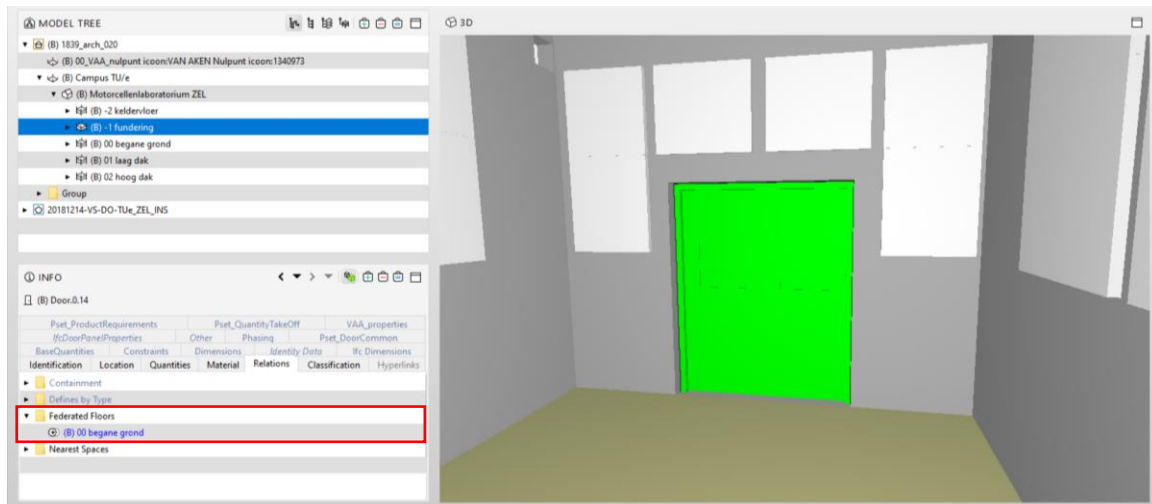 MODEL TREE
(B) 1839_arch_020
(B) 00_VAA_nulpunt icoon:VAN AKEN Nulpunt icoon:1340973
(B) Campus TU/e
(B) Motorcellenlaboratorium ZEL
(B) -2 keldervloer
(B) -1 fundering
(B) 00 begane grond
(B) 01 laag dak
(B) 02 hoog dak
Group
20181214-VS-DO-TUe_ZEL_INS
INFO
(B) Door.0.14
Pset_ProductRequirements Pset_QuantityTakeOff VAA_properties
IfcDoorPanelProperties Other Phasing Pset_DoorCommon
BaseQuantities Constraints Dimensions Identity Data Ifc Dimensions
Identification Location Quantities Material Relations Classification Hyperlinks
Containment
Defines by Type
Federated Floors
(B) 00 begane grond
Nearest Spaces
3D